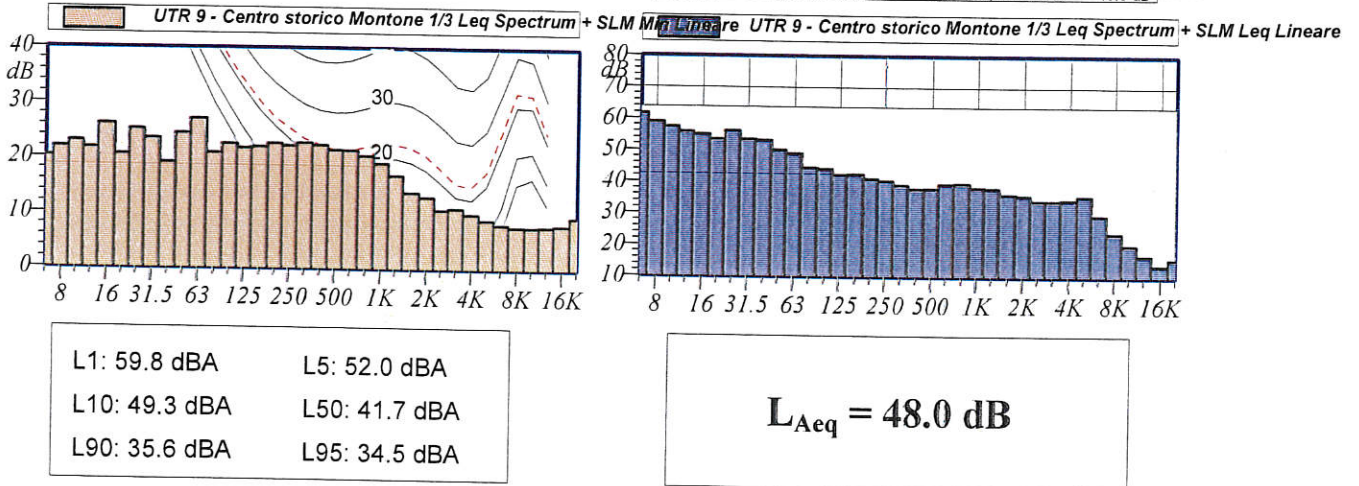 UTR 9 - Centro storico Montone 1/3 Leq Spectrum + SLM Min Lineare
UTR 9 - Centro storico Montone 1/3 Leq Spectrum + SLM Leq Lineare
40
dB
30
20
10
0
30
20
8 16 31.5 63 125 250 500 1K 2K 4K 8K 16K
80
dB
70
60
50
40
30
20
10
8 16 31.5 63 125 250 500 1K 2K 4K 8K 16K
L1: 59.8 dBA L5: 52.0 dBA
L10: 49.3 dBA L50: 41.7 dBA
L90: 35.6 dBA L95: 34.5 dBA
LAeq = 48.0 dB